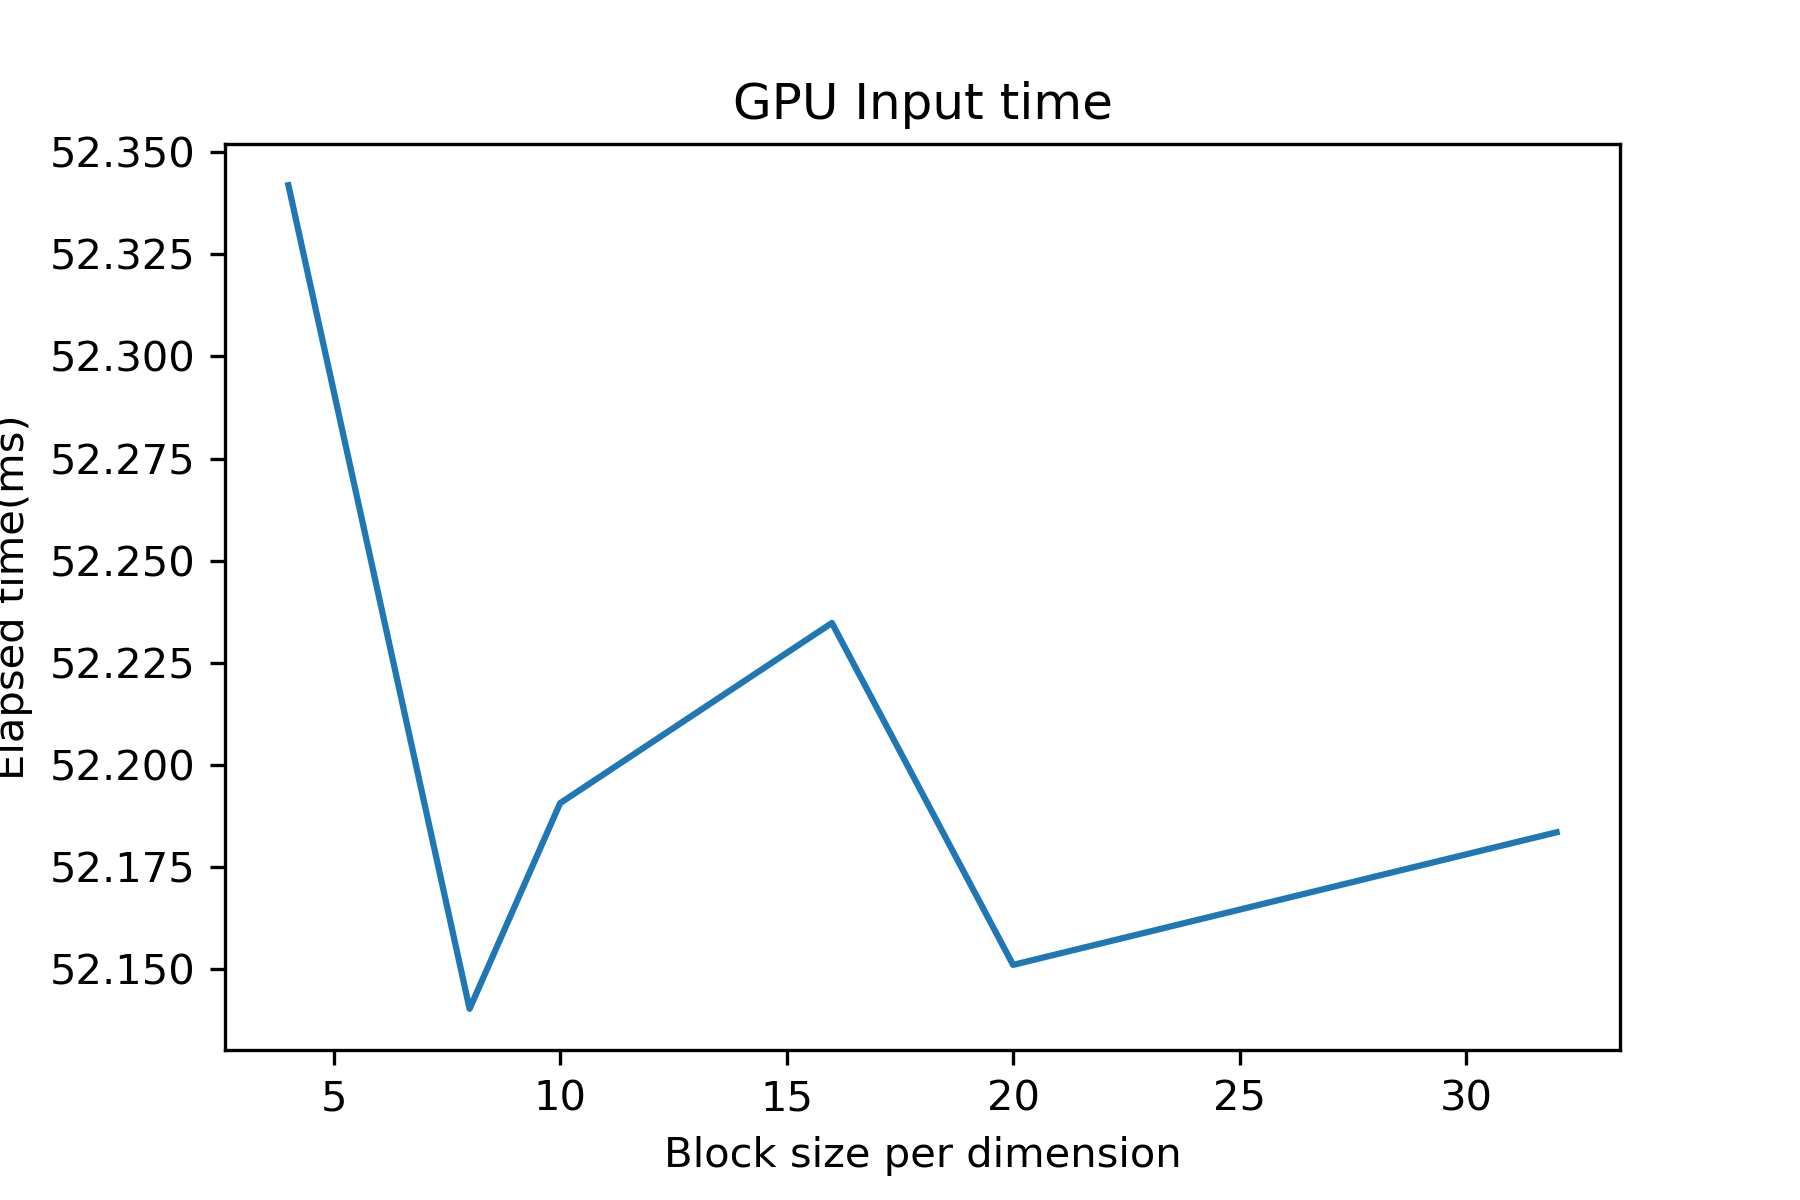 GPU Input time
52.350
52.325
52.300
52.275
52.250
52.225
52.200
52.175
52.150
Elapsed time(ms)
5 10 15 20 25 30
Block size per dimension